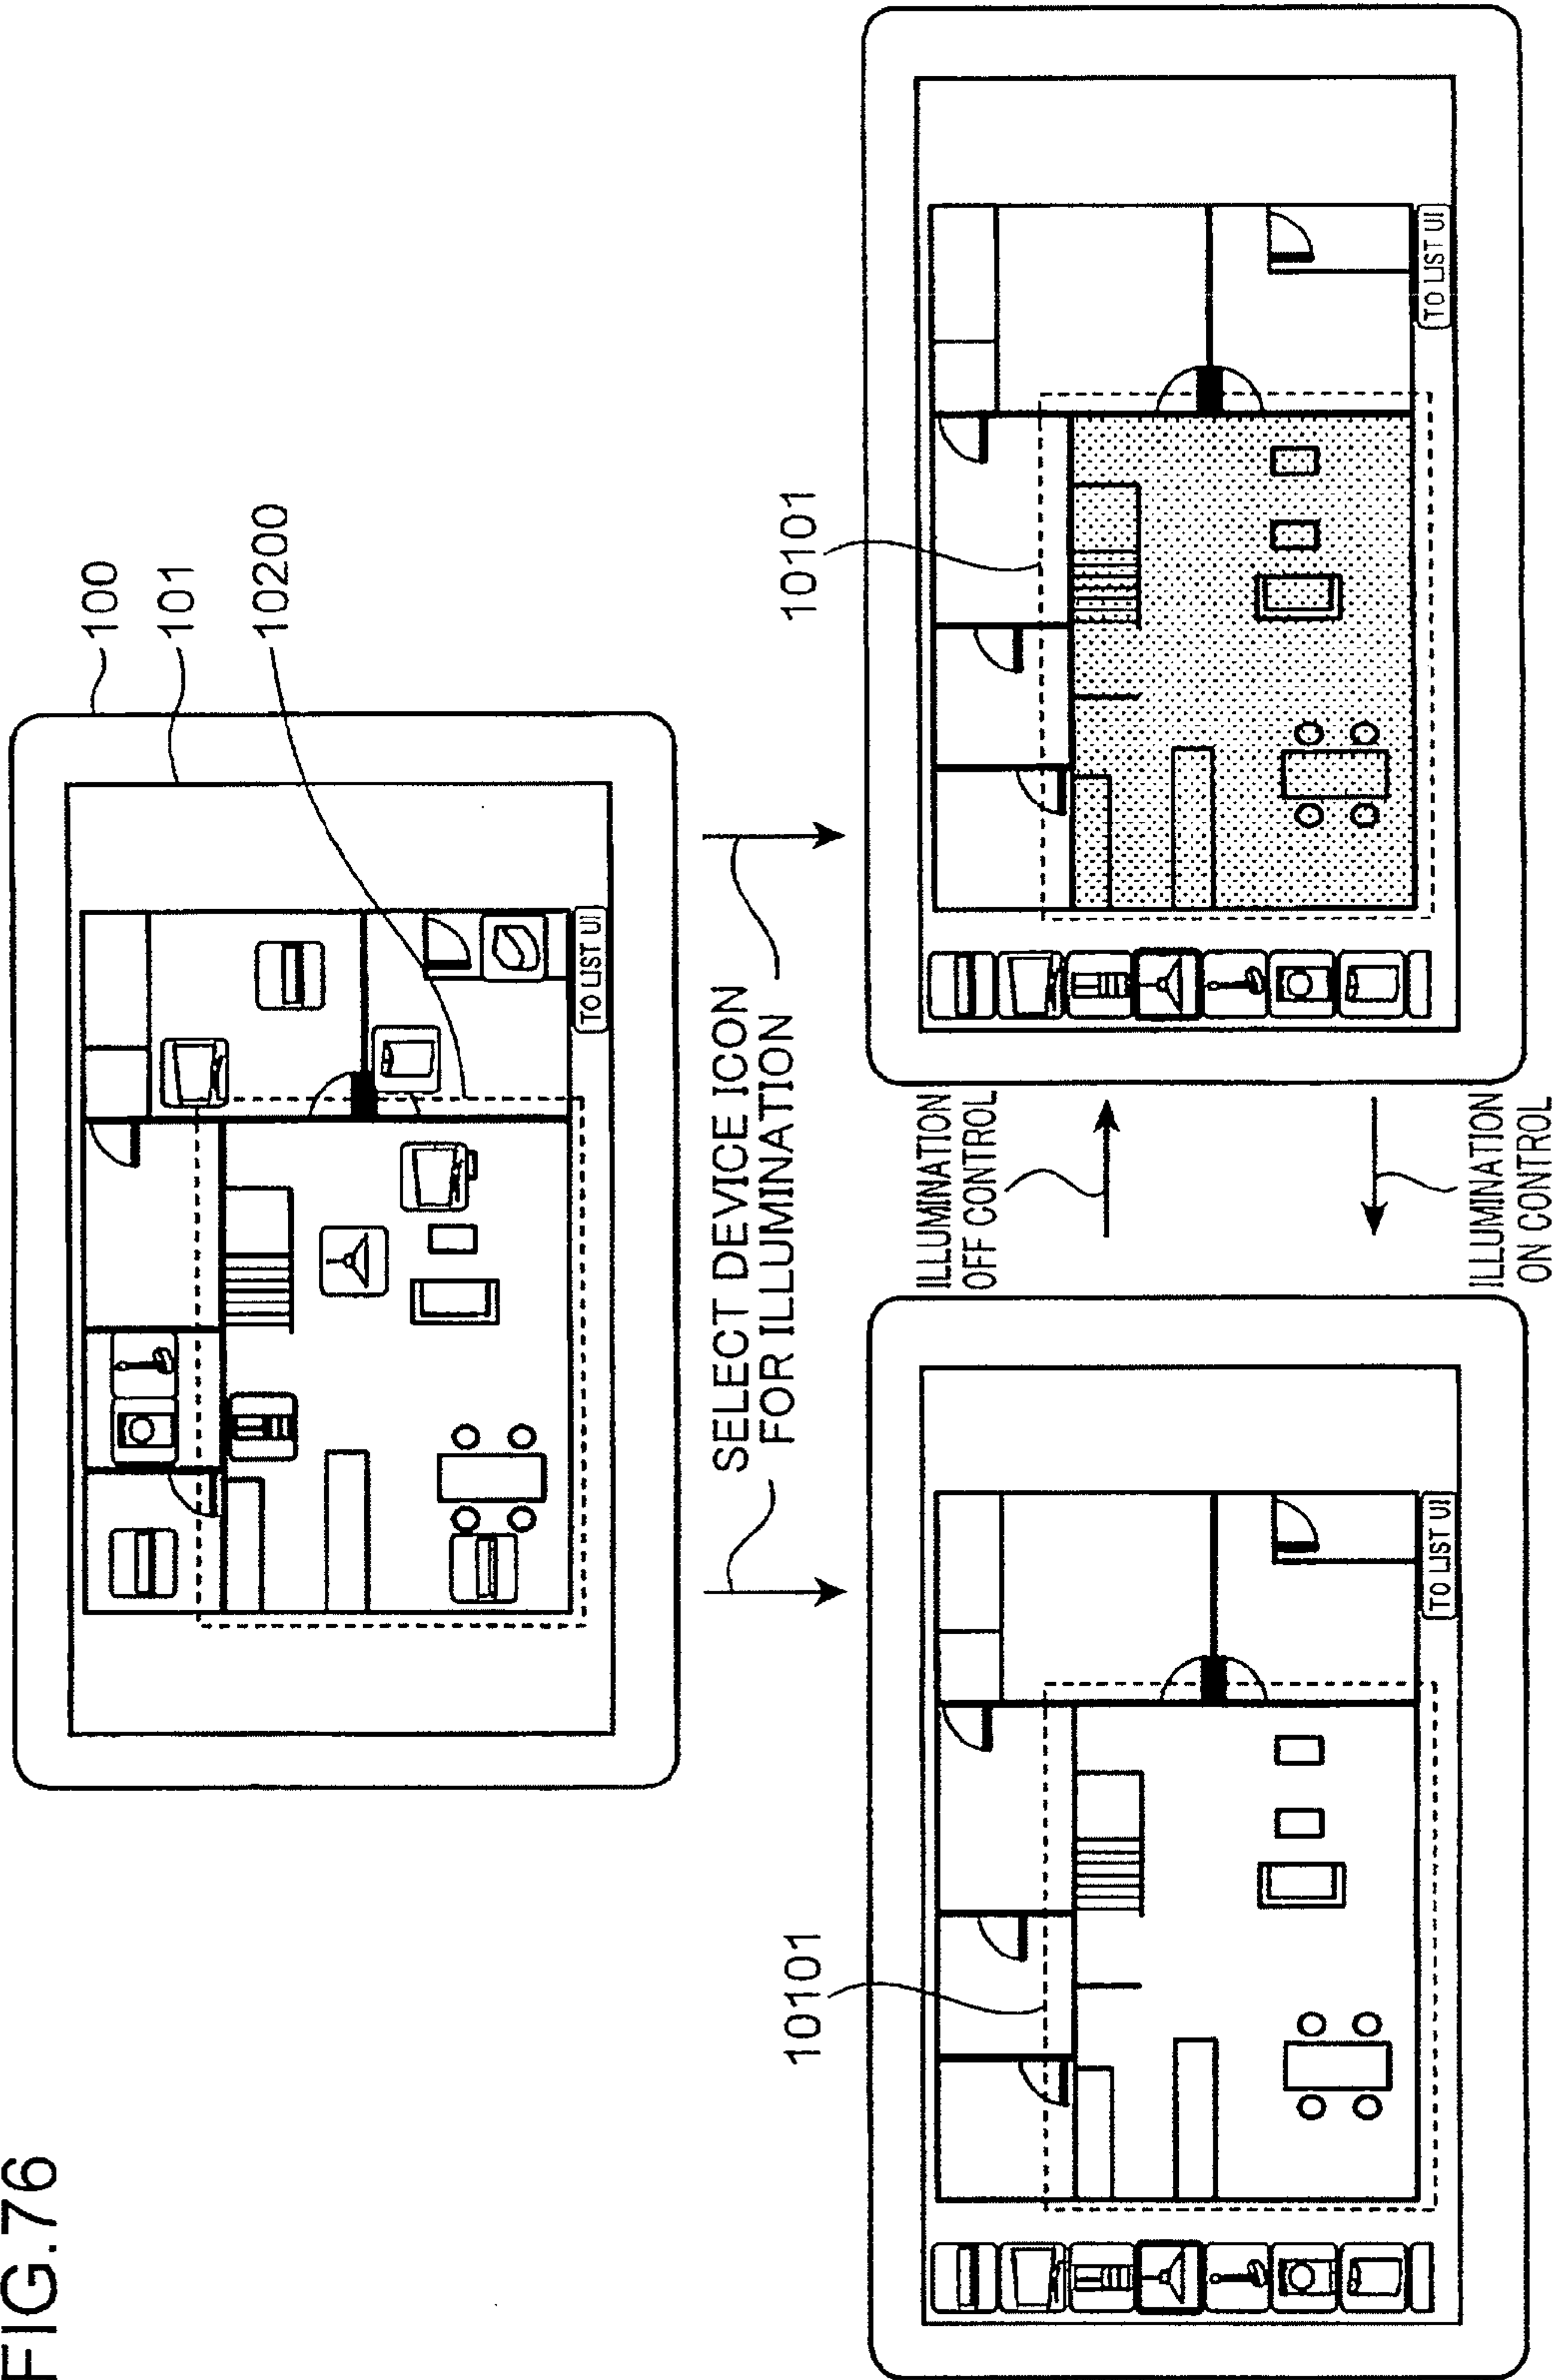 FIG.76
100
101
10200
TO LIST UI
SELECT DEVICE ICON
FOR ILLUMINATION
10101
TO LIST UI
ILLUMINATION
OFF CONTROL
ILLUMINATION
ON CONTROL
10101
TO LIST UI